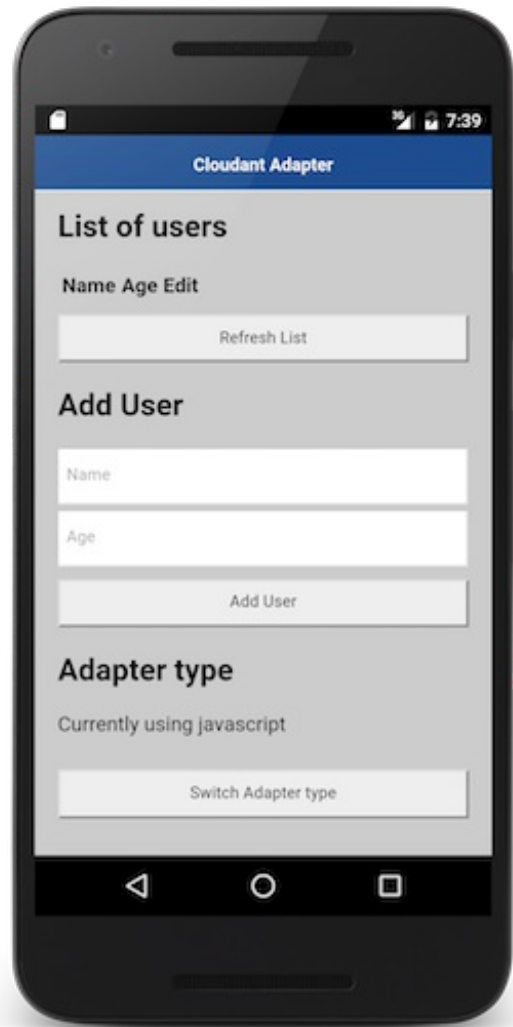 3G 7:39
Cloudant Adapter
List of users
Name Age Edit
Refresh List
Add User
Name
Age
Add User
Adapter type
Currently using javascript
Switch Adapter type